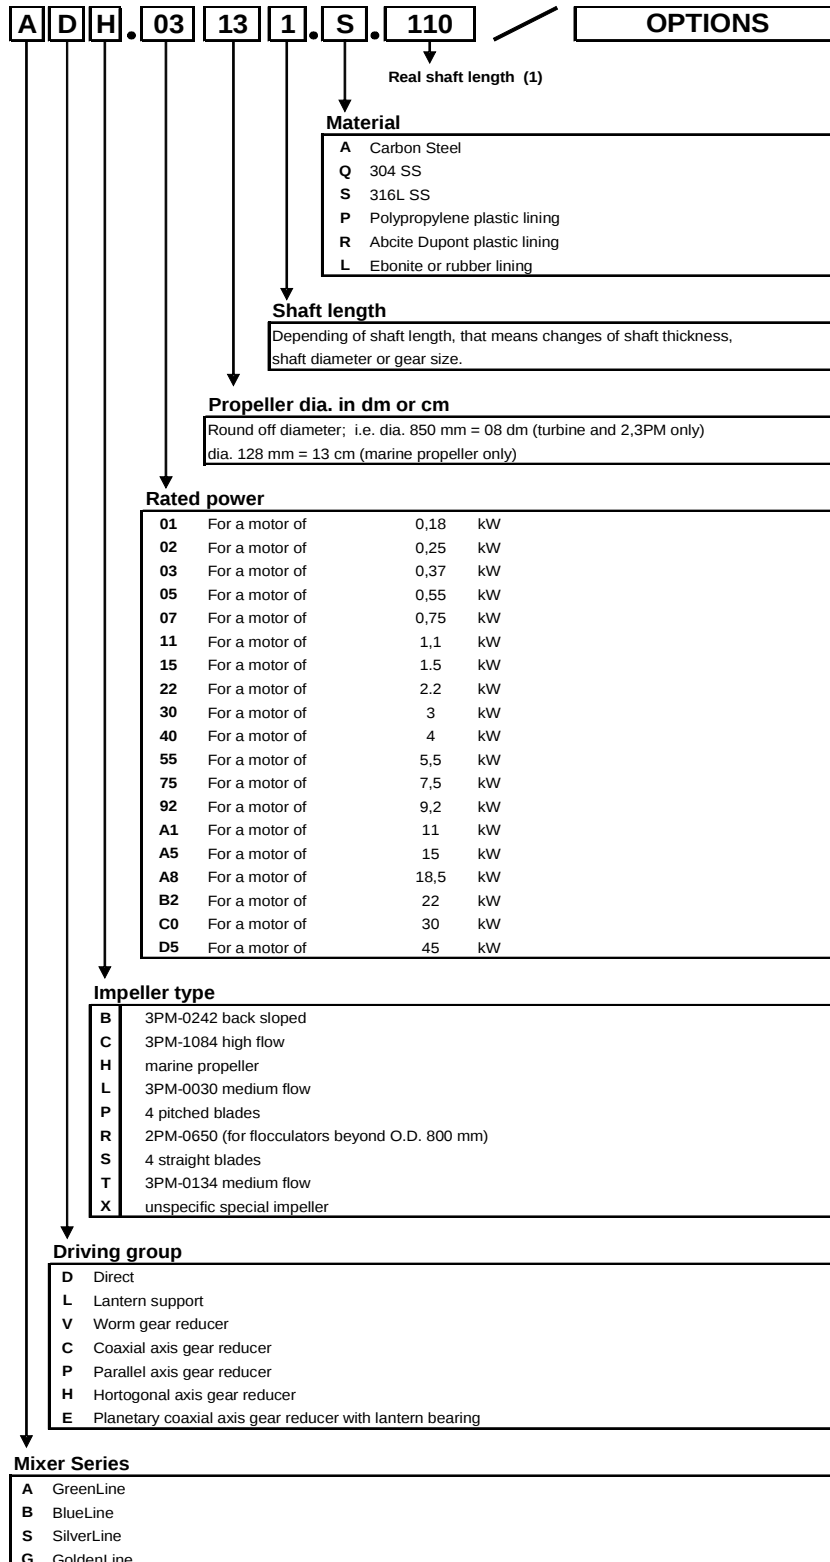 A D H . 03 13 1 . S . 110 / OPTIONS
Real shaft length (1)
Material
A Carbon Steel
Q 304 SS
S 316L SS
P Polypropylene plastic lining
R Abcite Dupont plastic lining
L Ebonite or rubber lining
Shaft length
Depending of shaft length, that means changes of shaft thickness,
shaft diameter or gear size.
Propeller dia. in dm or cm
Round off diameter; i.e. dia. 850 mm = 08 dm (turbine and 2,3PM only)
dia. 128 mm = 13 cm (marine propeller only)
Rated power
01 For a motor of 0,18 kW
02 For a motor of 0,25 kW
03 For a motor of 0,37 kW
05 For a motor of 0,55 kW
07 For a motor of 0,75 kW
11 For a motor of 1,1 kW
15 For a motor of 1.5 kW
22 For a motor of 2.2 kW
30 For a motor of 3 kW
40 For a motor of 4 kW
55 For a motor of 5,5 kW
75 For a motor of 7,5 kW
92 For a motor of 9,2 kW
A1 For a motor of 11 kW
A5 For a motor of 15 kW
A8 For a motor of 18,5 kW
B2 For a motor of 22 kW
C0 For a motor of 30 kW
D5 For a motor of 45 kW
Impeller type
B 3PM-0242 back sloped
C 3PM-1084 high flow
H marine propeller
L 3PM-0030 medium flow
P 4 pitched blades
R 2PM-0650 (for flocculators beyond O.D. 800 mm)
S 4 straight blades
T 3PM-0134 medium flow
X unspecific special impeller
Driving group
D Direct
L Lantern support
V Worm gear reducer
C Coaxial axis gear reducer
P Parallel axis gear reducer
H Hortogonal axis gear reducer
E Planetary coaxial axis gear reducer with lantern bearing
Mixer Series
A GreenLine
B BlueLine
S SilverLine
G GoldenLine